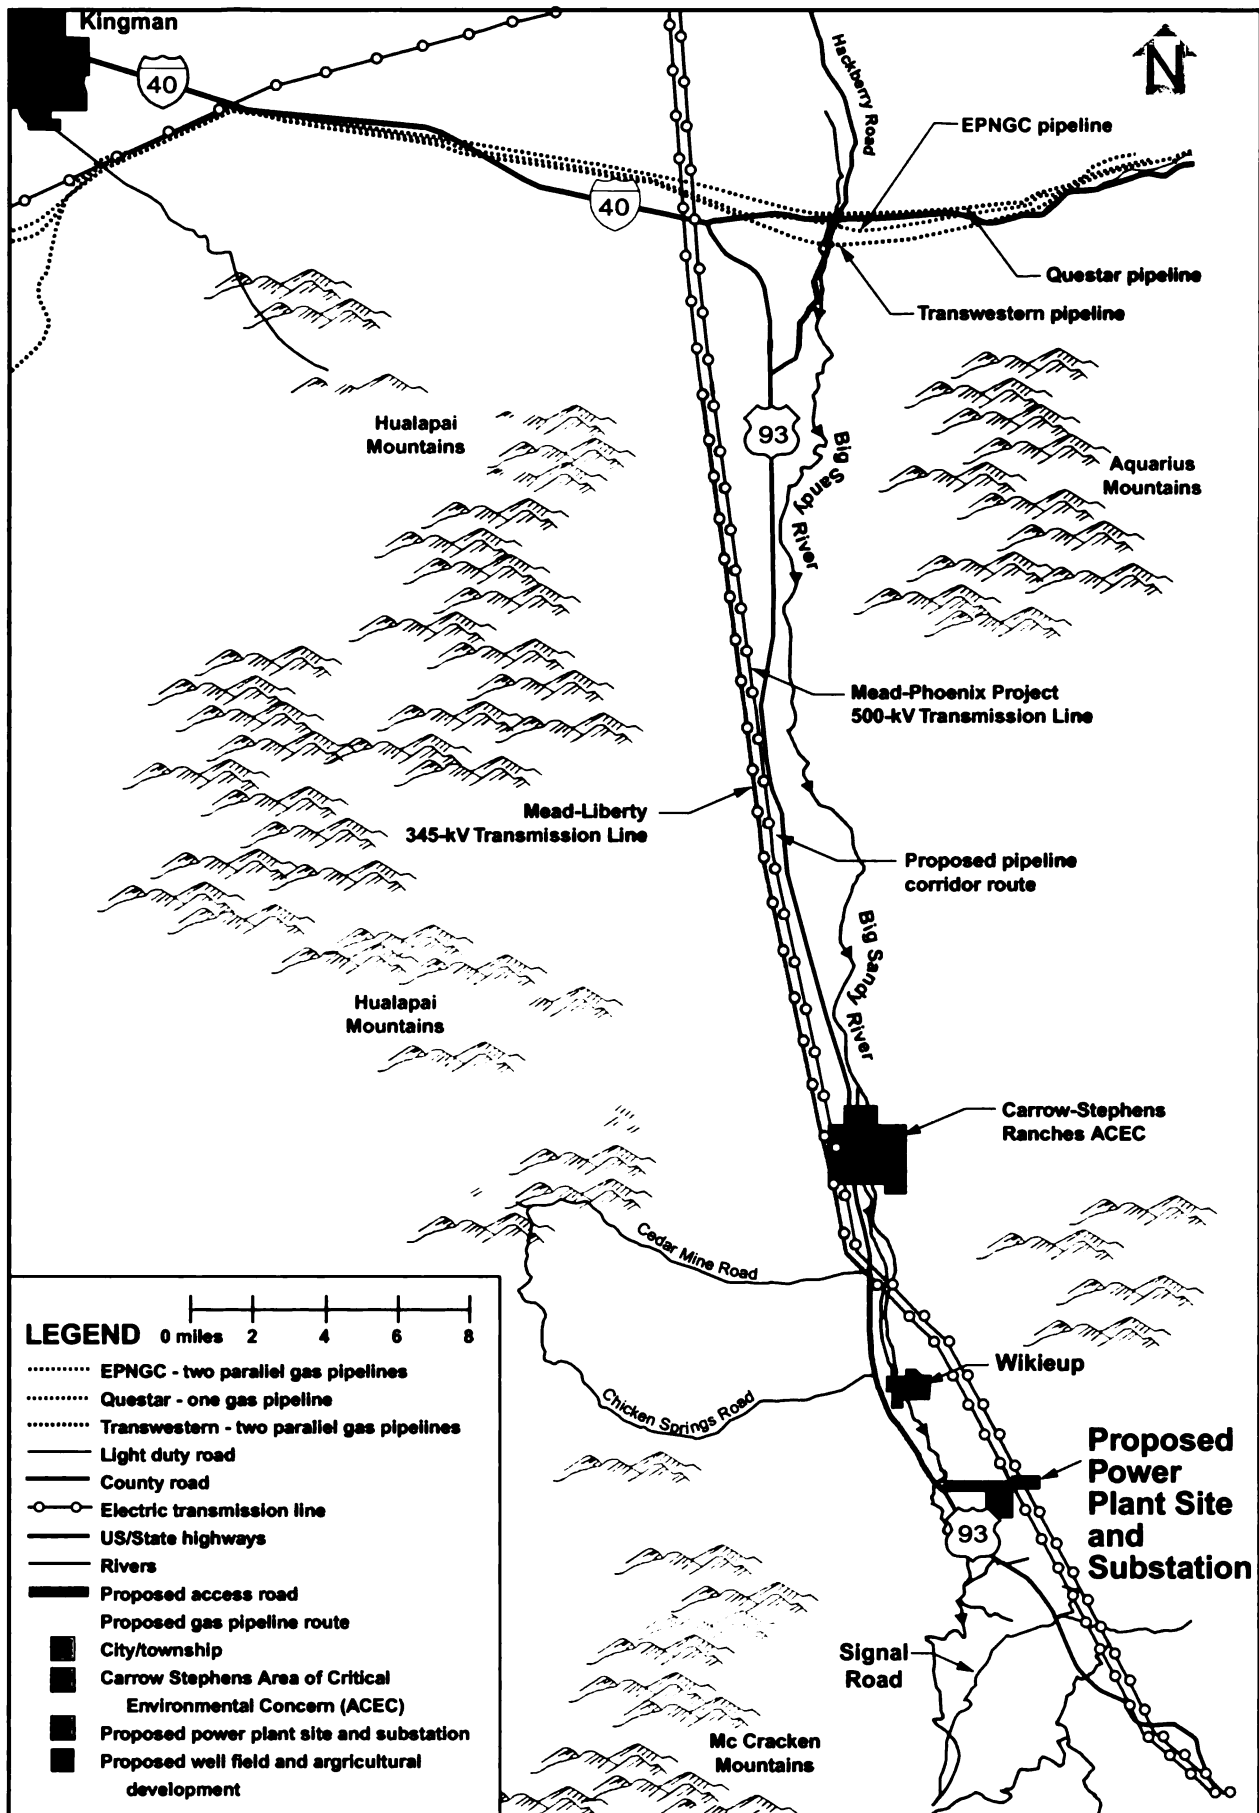 Kingman
40
N
Hackberry Road
EPNGC pipeline
40
Questar pipeline
Transwestern pipeline
Hualapai
Mountains
93
Big Sandy River
Aquarius
Mountains
Mead-Phoenix Project
500-kV Transmission Line
Mead-Liberty
345-kV Transmission Line
Proposed pipeline
corridor route
Big Sandy River
Hualapai
Mountains
Carrow-Stephens
Ranches ACEC
Cedar Mine Road
Wikieup
Chicken Springs Road
Proposed
Power
Plant Site
and
Substation
93
Signal
Road
Mc Cracken
Mountains
LEGEND
0 miles 2 4 6 8
EPNGC - two parallel gas pipelines
Questar - one gas pipeline
Transwestern - two parallel gas pipelines
Light duty road
County road
Electric transmission line
US/State highways
Rivers
Proposed access road
Proposed gas pipeline route
City/township
Carrow Stephens Area of Critical
Environmental Concern (ACEC)
Proposed power plant site and substation
Proposed well field and argricultural
development